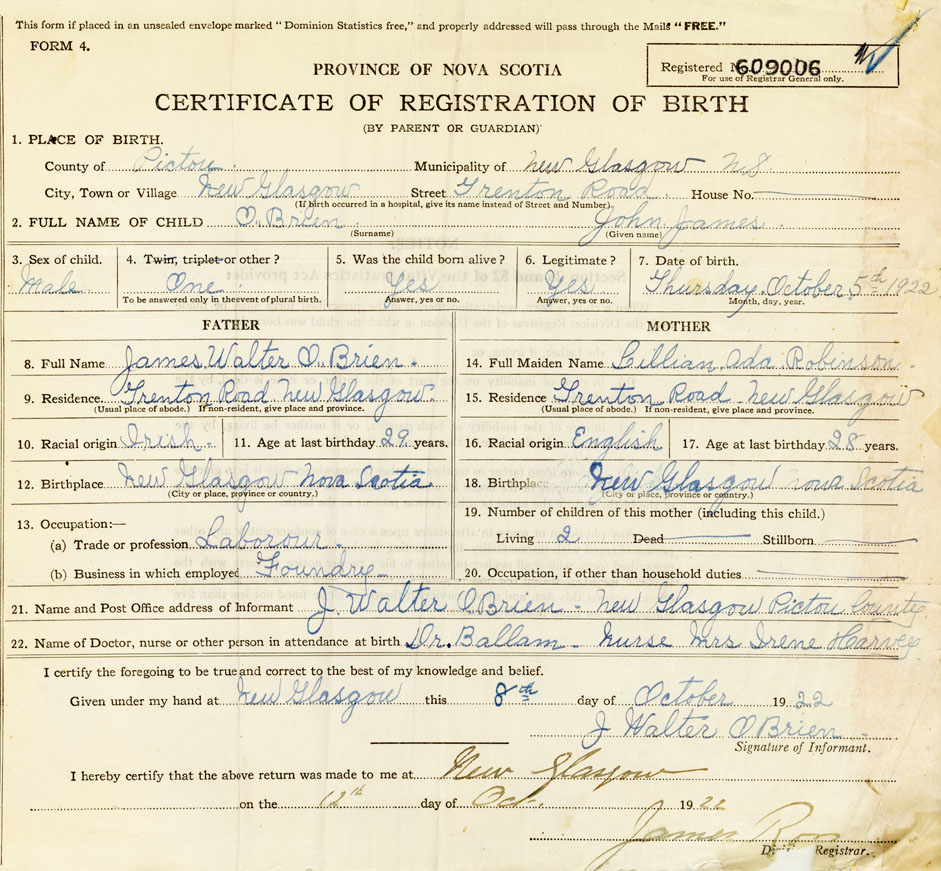 This form if placed in an unsealed envelope marked "Dominion Statistics free," and properly addressed will pass through the Mails "FREE."
FORM 4.
Registered N 609006
For use of Registrar General only.
PROVINCE OF NOVA SCOTIA
CERTIFICATE OF REGISTRATION OF BIRTH
(BY PARENT OR GUARDIAN)
1. PLACE OF BIRTH.
County of Pictou Municipality of New Glasgow N.S
City, Town or Village New Glasgow Street Trenton Road House No.
(If birth occurred in a hospital, give its name instead of Street and Number)
2. FULL NAME OF CHILD O.Brien John James
(Surname) (Given name)
3. Sex of child. 4. Twin, triplet or other? 5. Was the child born alive? 6. Legitimate? 7. Date of birth.
Male One Yes Yes Thursday October 5th 1922
To be answered only in the event of plural birth. Answer, yes or no. Answer, yes or no. Month, day, year.
FATHER MOTHER
8. Full Name James Walter O.Brien 14. Full Maiden Name Lillian Ada Robinson
9. Residence Trenton Road New Glasgow 15. Residence Trenton Road New Glasgow
(Usual place of abode.) If non-resident, give place and province. (Usual place of abode.) If non-resident, give place and province.
10. Racial origin Irish 11. Age at last birthday 29 years. 16. Racial origin English 17. Age at last birthday 28 years.
12. Birthplace New Glasgow Nova Scotia 18. Birthplace New Glasgow Nova Scotia
(City or place, province or country.) (City or place, province or country.)
13. Occupation:— 19. Number of children of this mother (including this child.)
(a) Trade or profession Labourour Living 2 Dead Stillborn
(b) Business in which employed Foundry 20. Occupation, if other than household duties
21. Name and Post Office address of Informant J. Walter O Brien - New Glasgow Pictou County
22. Name of Doctor, nurse or other person in attendance at birth Dr. Ballam - Nurse Mrs Irene Harvey
I certify the foregoing to be true and correct to the best of my knowledge and belief.
Given under my hand at New Glasgow this 8th day of October 1922
J Walter O Brien
Signature of Informant.
I hereby certify that the above return was made to me at New Glasgow
on the 12th day of Oct. 1922
James Ross
Registrar.